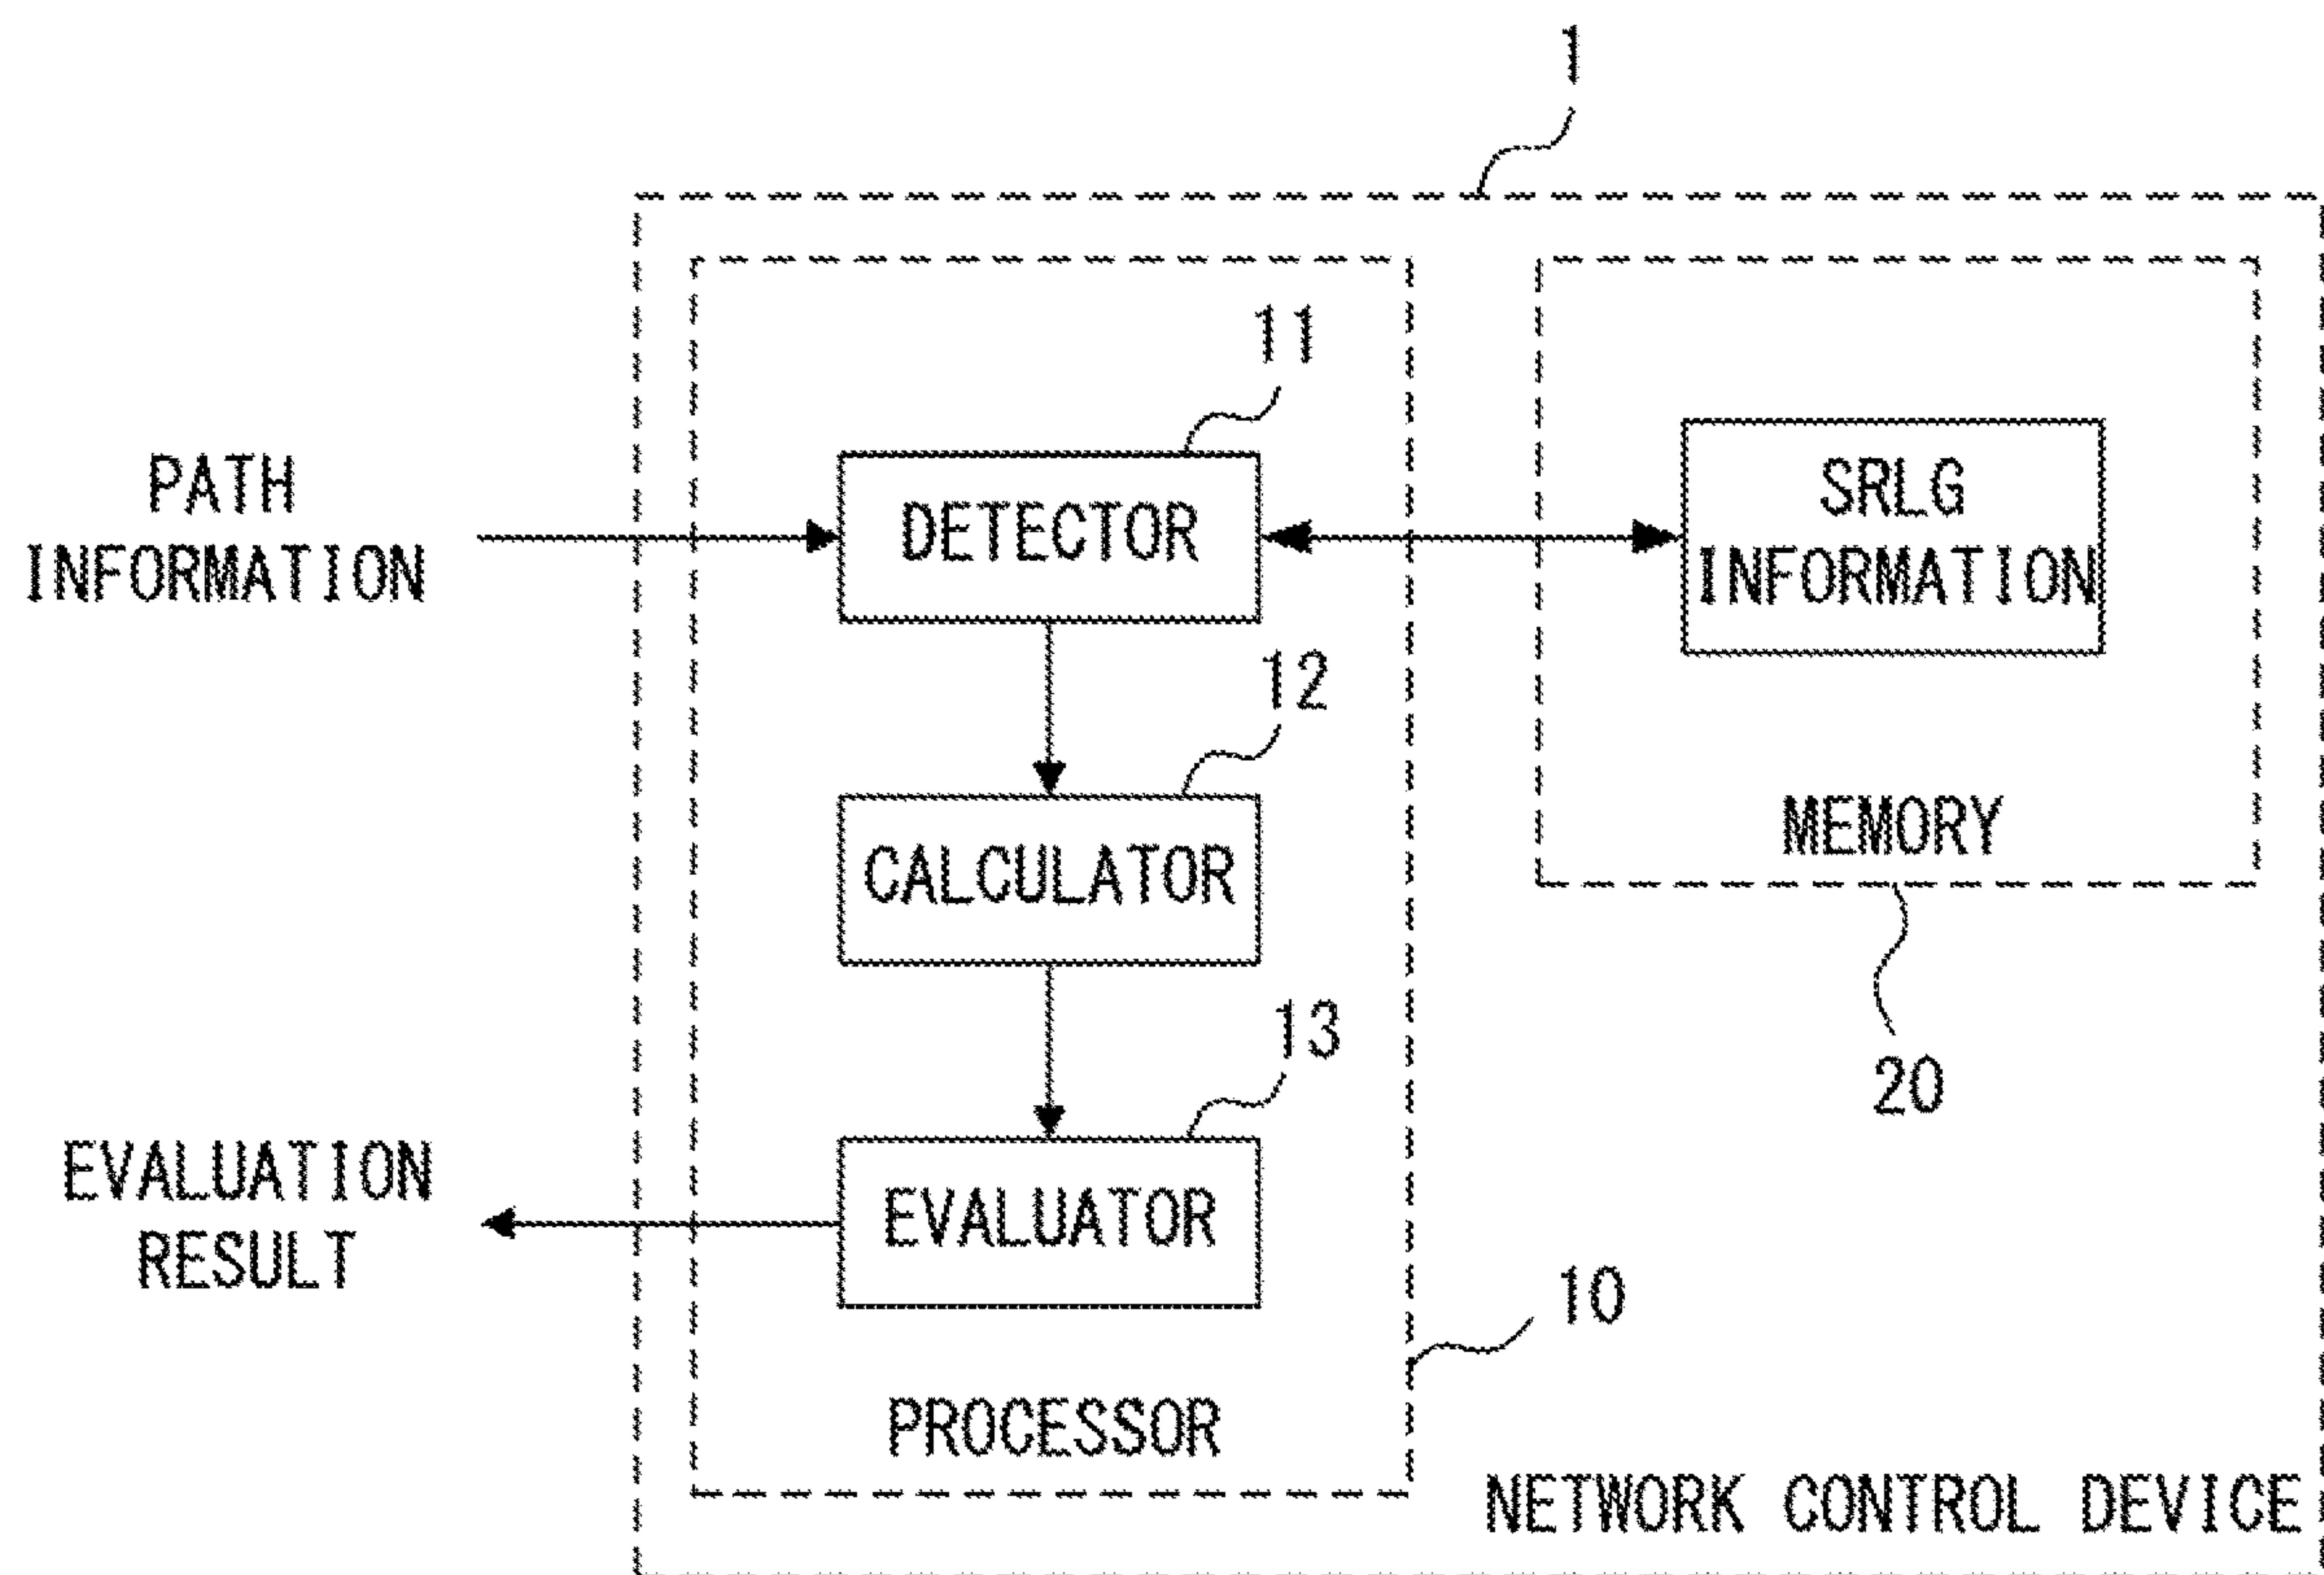 1
11
PATH
INFORMATION
DETECTOR
SRLG
INFORMATION
12
CALCULATOR
MEMORY
13
20
EVALUATION
RESULT
EVALUATOR
10
PROCESSOR
NETWORK CONTROL DEVICE